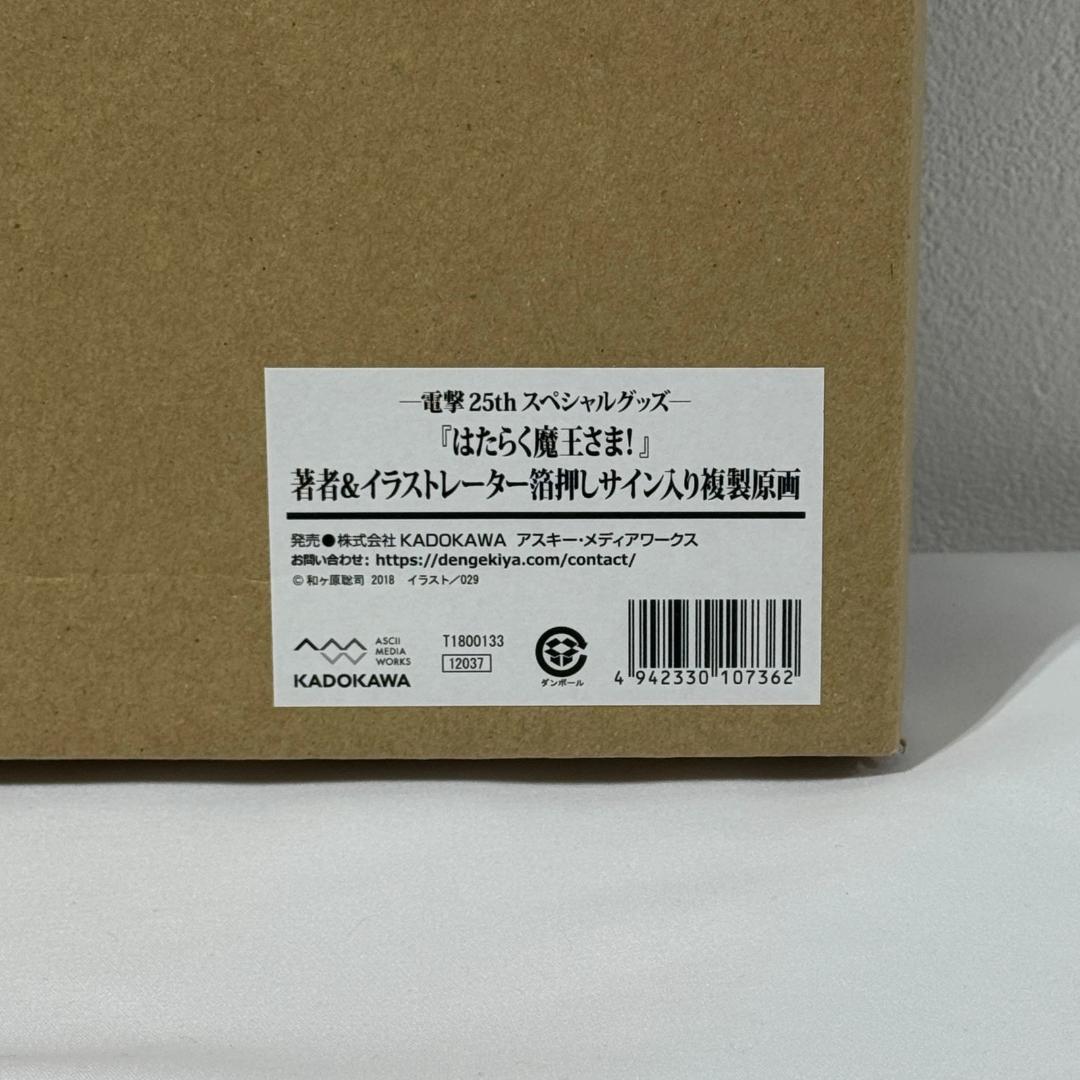 ─電撃 25th スペシャルグッズ─
『はたらく魔王さま!』
著者&イラストレーター箔押しサイン入り複製原画
発売●株式会社 KADOKAWA アスキー・メディアワークス
お問い合わせ: https://dengekiya.com/contact/
© 和ヶ原聡司 2018 イラスト/029
ASCII
MEDIA
WORKS
KADOKAWA
T1800133
12037
ダンボール
4 942330 107362